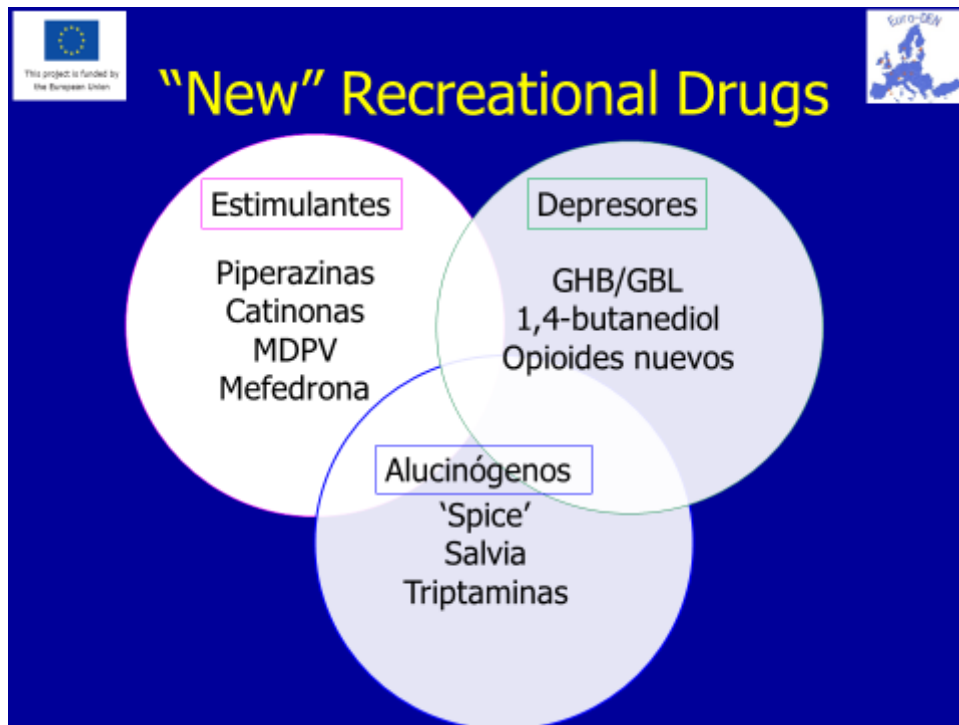 This project is funded by
the European Union
Euro-DEN
“New” Recreational Drugs
Estimulantes
Piperazinas
Catinonas
MDPV
Mefedrona
Depresores
GHB/GBL
1,4-butanediol
Opioides nuevos
Alucinógenos
‘Spice’
Salvia
Triptaminas